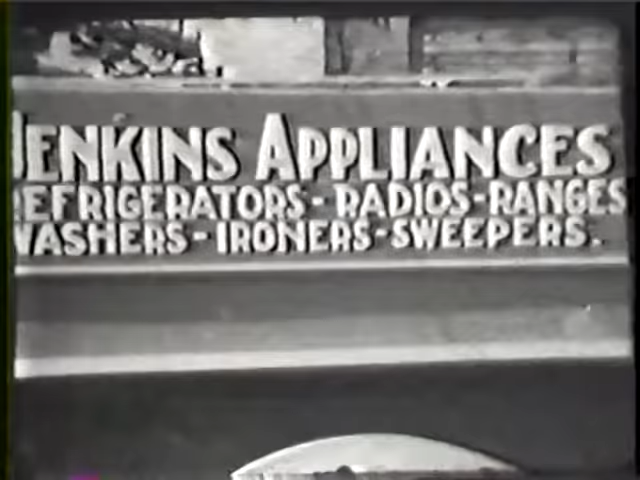 JENKINS APPLIANCES
REFRIGERATORS - RADIOS - RANGES
WASHERS - IRONERS - SWEEPERS.